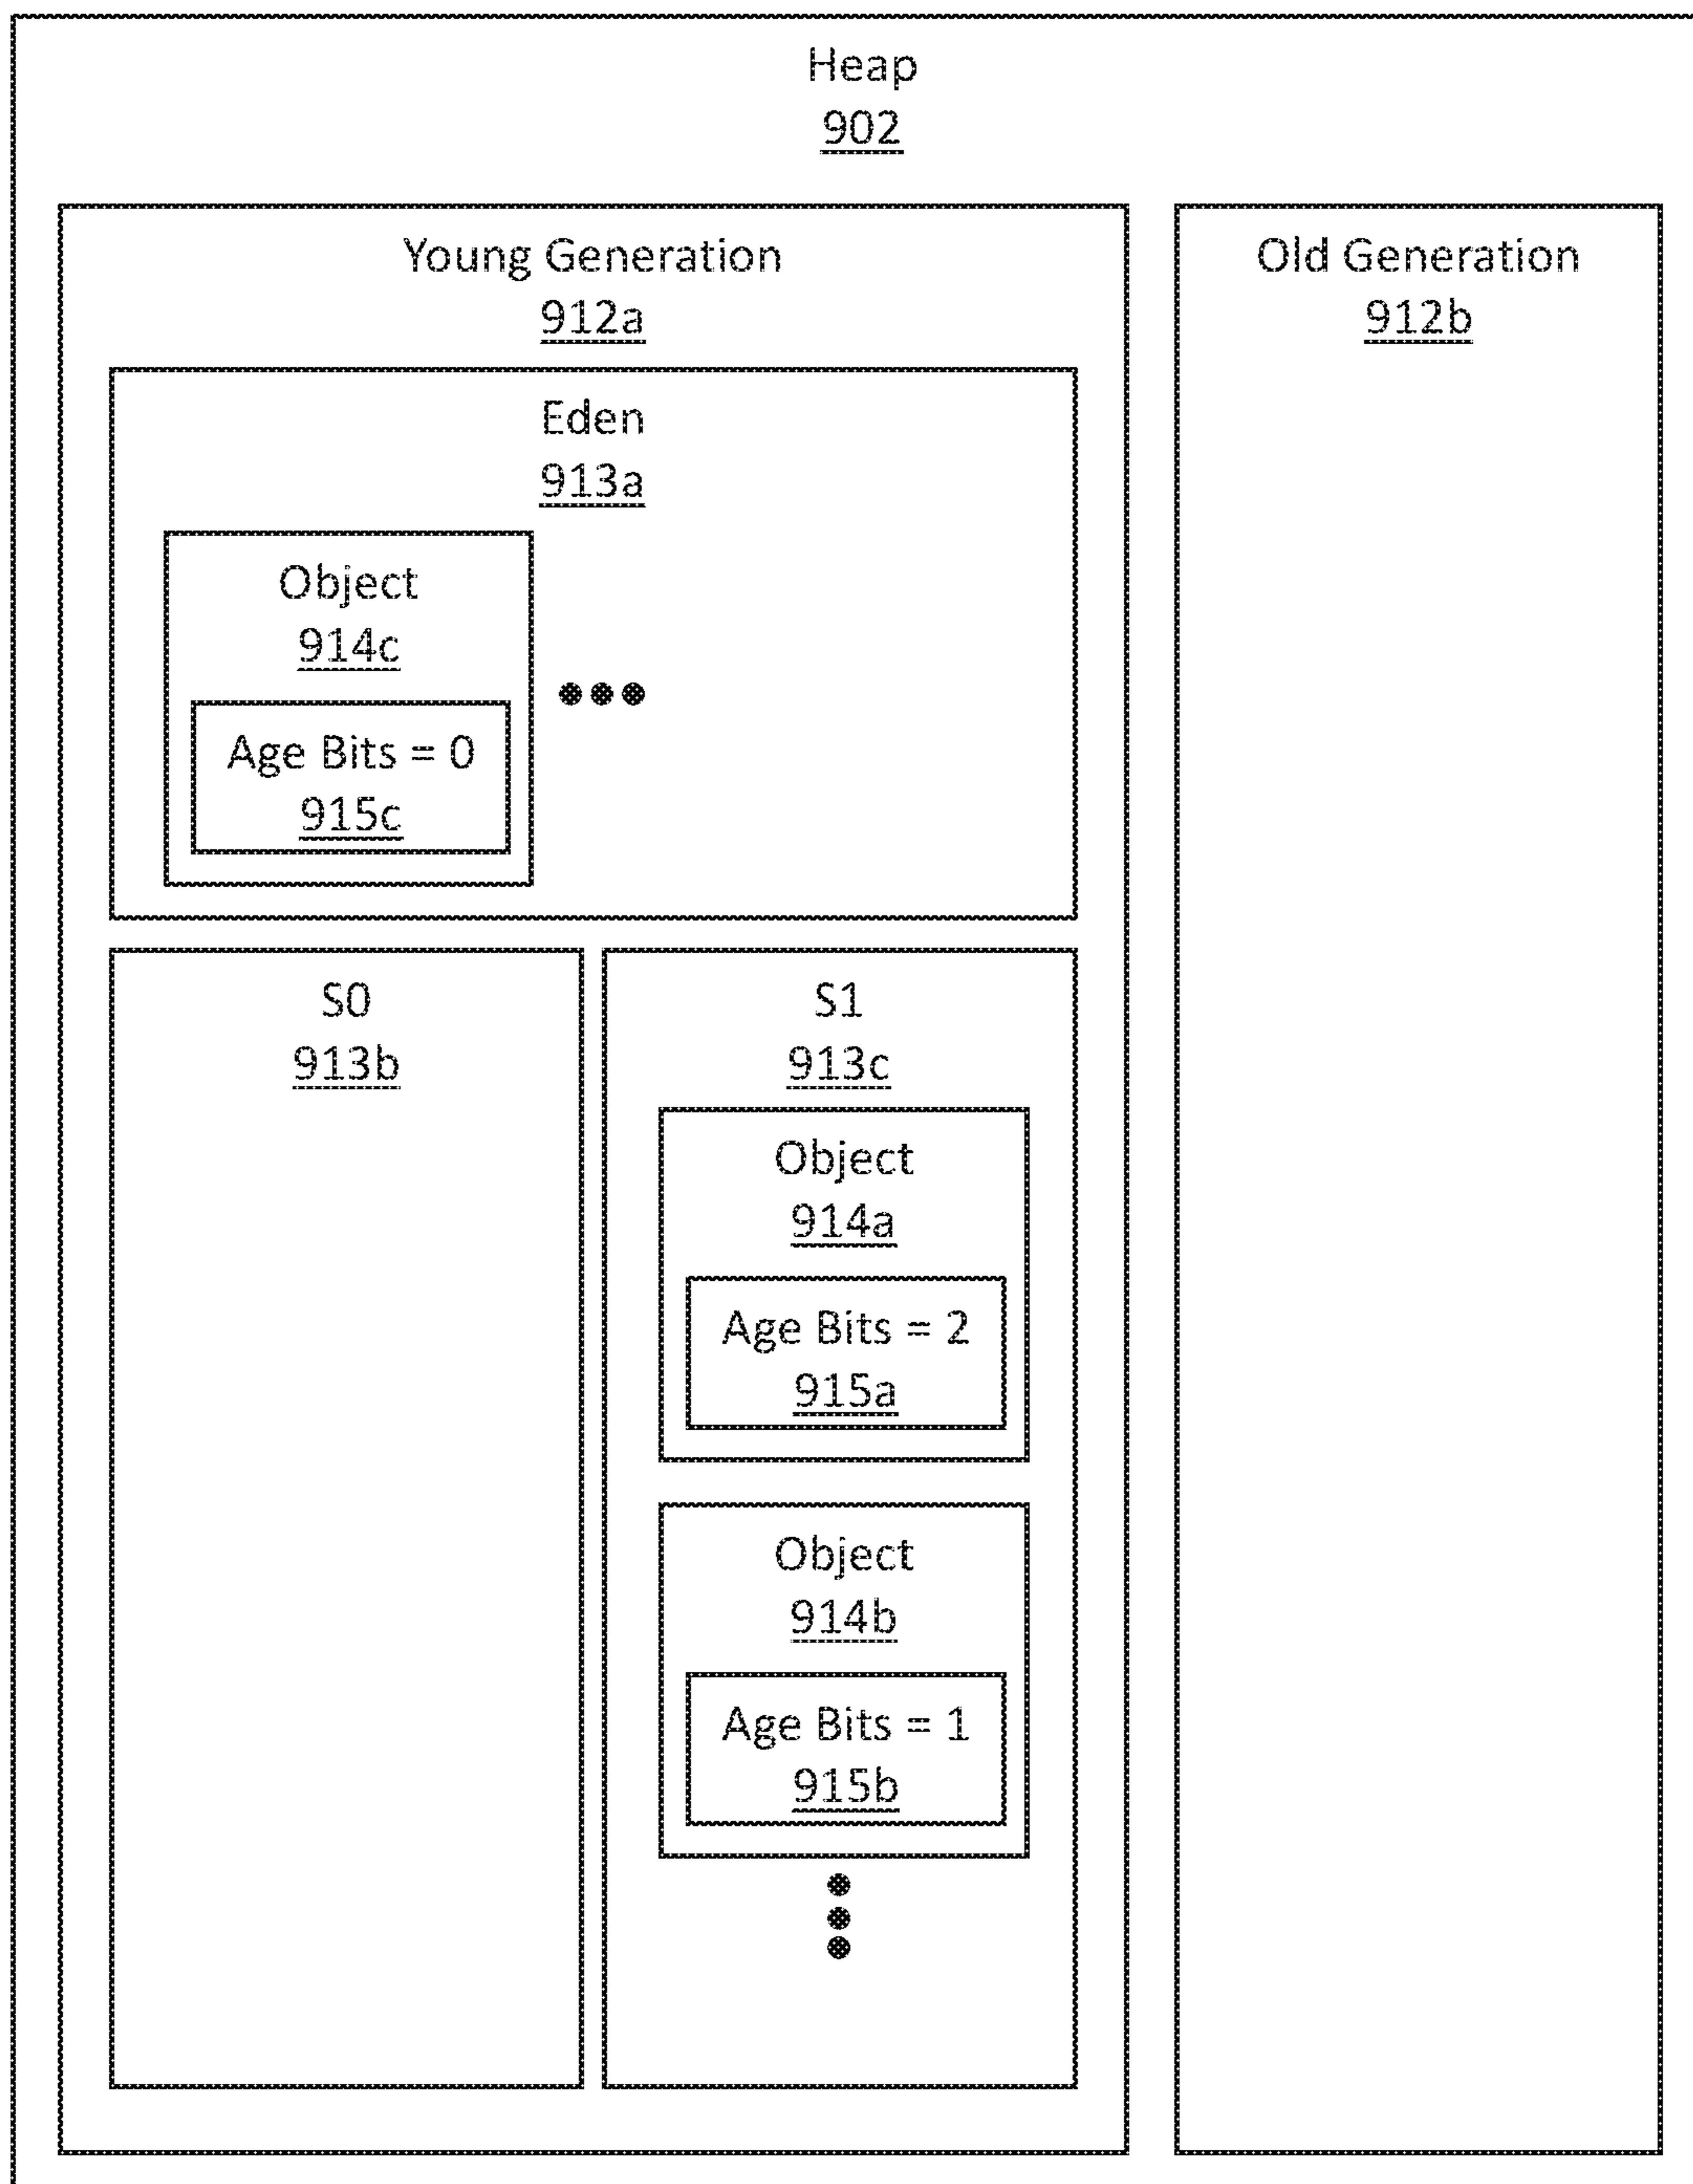 Heap
902
Young Generation
912a
Old Generation
912b
Eden
913a
Object
914c
Age Bits = 0
915c
S0
913b
S1
913c
Object
914a
Age Bits = 2
915a
Object
914b
Age Bits = 1
915b